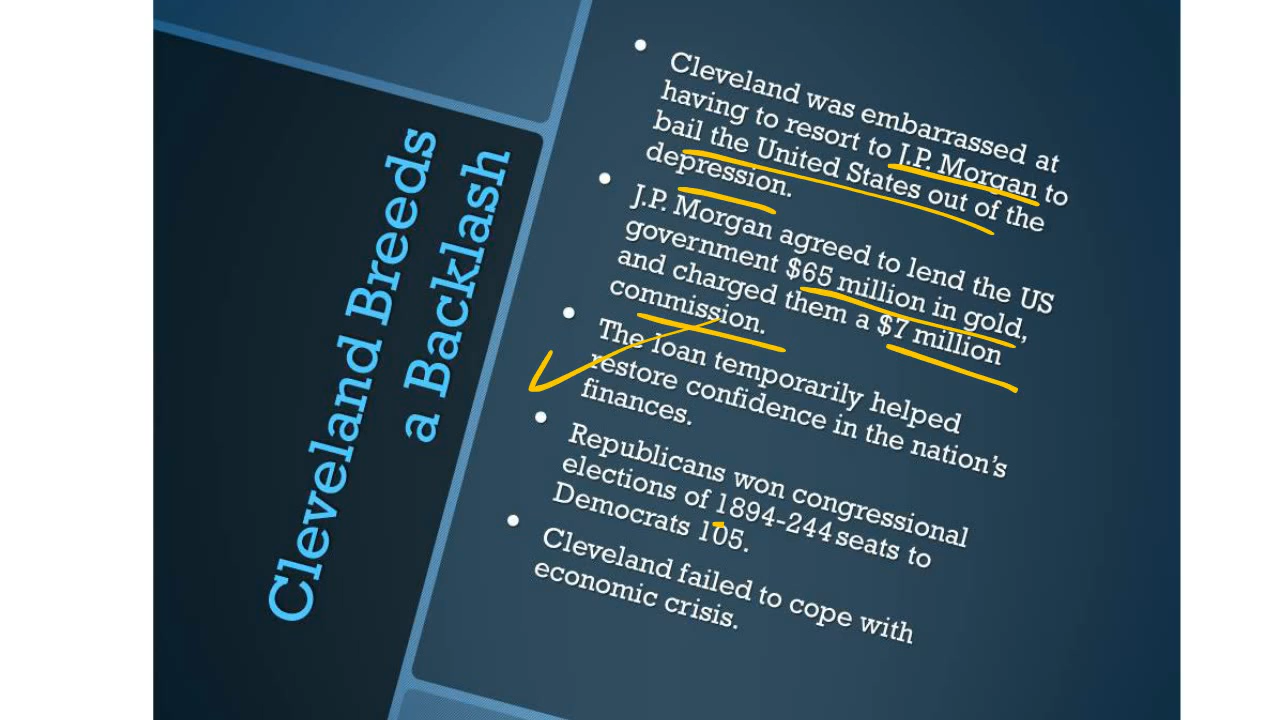 Cleveland Breeds
a Backlash
• Cleveland was embarrassed at
having to resort to J.P. Morgan to
bail the United States out of the
depression.
• J.P. Morgan agreed to lend the US
government $65 million in gold,
and charged them a $7 million
commission.
• The loan temporarily helped
restore confidence in the nation's
finances.
• Republicans won congressional
elections of 1894-244 seats to
Democrats 105.
• Cleveland failed to cope with
economic crisis.